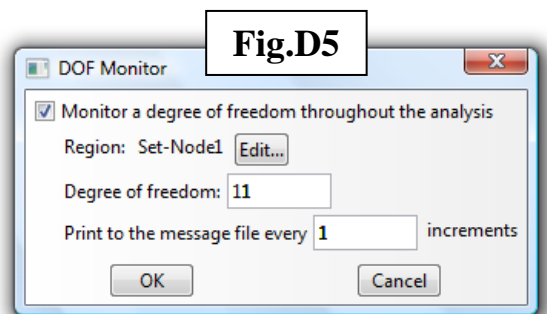 Fig.D5
DOF Monitor
Monitor a degree of freedom throughout the analysis
Region: Set-Node1 Edit...
Degree of freedom: 11
Print to the message file every 1 increments
OK Cancel